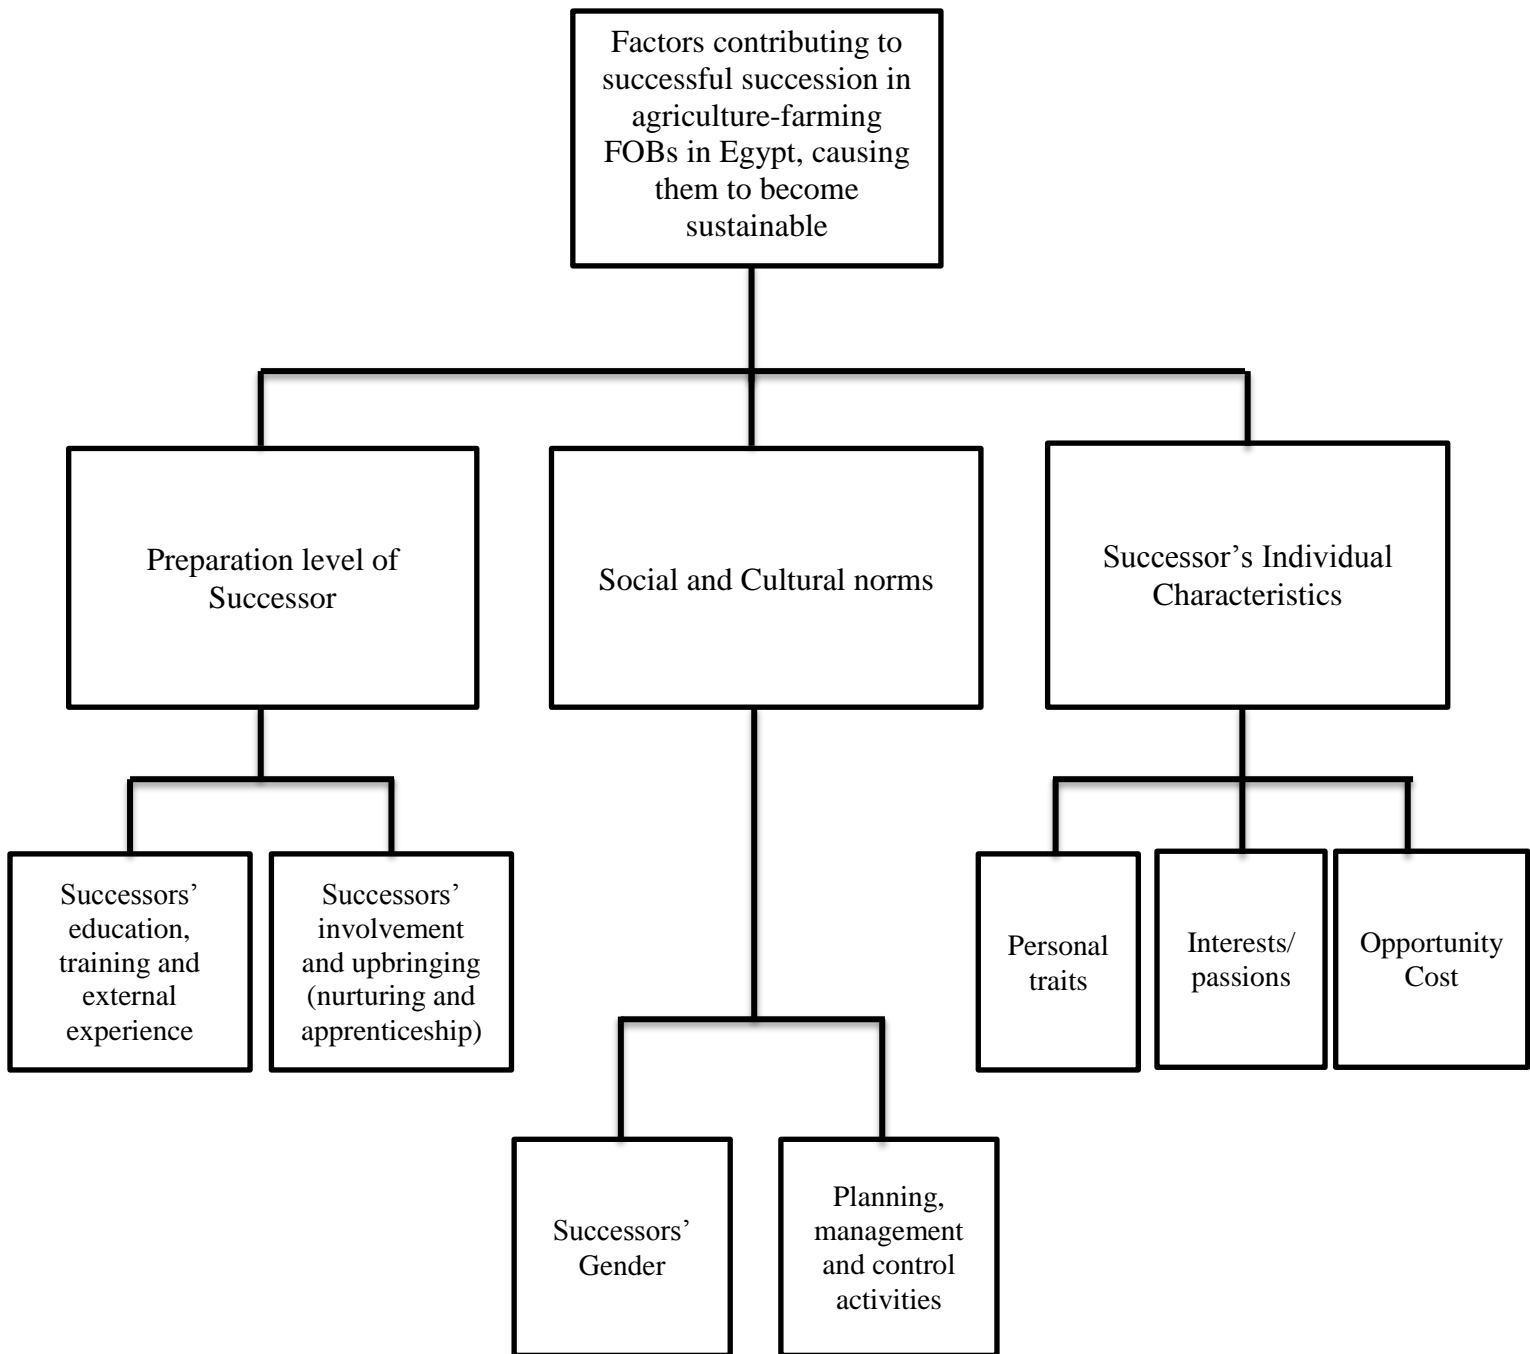 Factors contributing to
successful succession in
agriculture-farming
FOBs in Egypt, causing
them to become
sustainable
Preparation level of
Successor
Social and Cultural norms
Successor’s Individual
Characteristics
Successors’
education,
training and
external
experience
Successors’
involvement
and upbringing
(nurturing and
apprenticeship)
Personal
traits
Interests/
passions
Opportunity
Cost
Successors’
Gender
Planning,
management
and control
activities